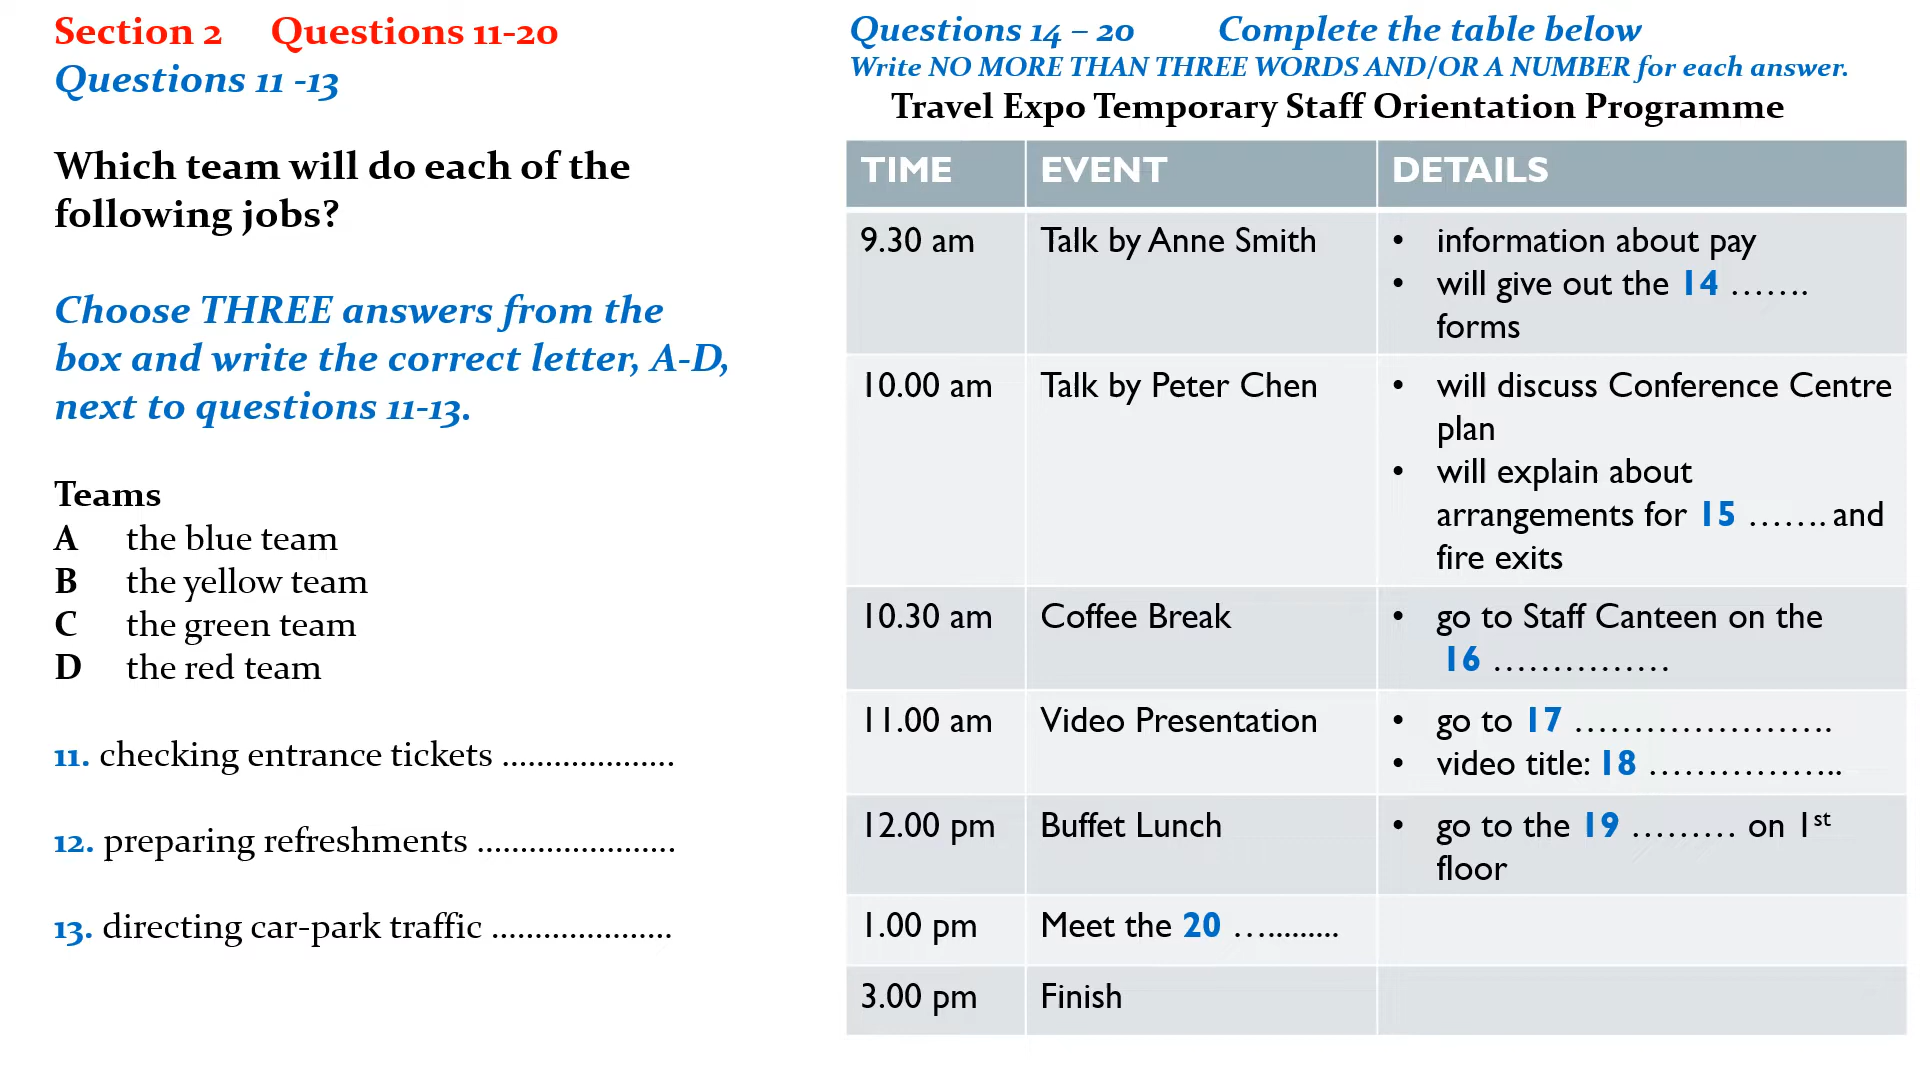 Section 2 Questions 11-20
Questions 11 -13
Which team will do each of the
following jobs?
Choose THREE answers from the
box and write the correct letter, A-D,
next to questions 11-13.
Teams
A the blue team
B the yellow team
C the green team
D the red team
11. checking entrance tickets ....................
12. preparing refreshments .......................
13. directing car-park traffic .....................
Questions 14 – 20 Complete the table below
Write NO MORE THAN THREE WORDS AND/OR A NUMBER for each answer.
Travel Expo Temporary Staff Orientation Programme
TIME EVENT DETAILS
9.30 am Talk by Anne Smith • information about pay
• will give out the 14 .......
forms
10.00 am Talk by Peter Chen • will discuss Conference Centre
plan
• will explain about
arrangements for 15 ....... and
fire exits
10.30 am Coffee Break • go to Staff Canteen on the
16 ...............
11.00 am Video Presentation • go to 17 ......................
• video title: 18 .................
12.00 pm Buffet Lunch • go to the 19 ......... on 1st
floor
1.00 pm Meet the 20 ............
3.00 pm Finish